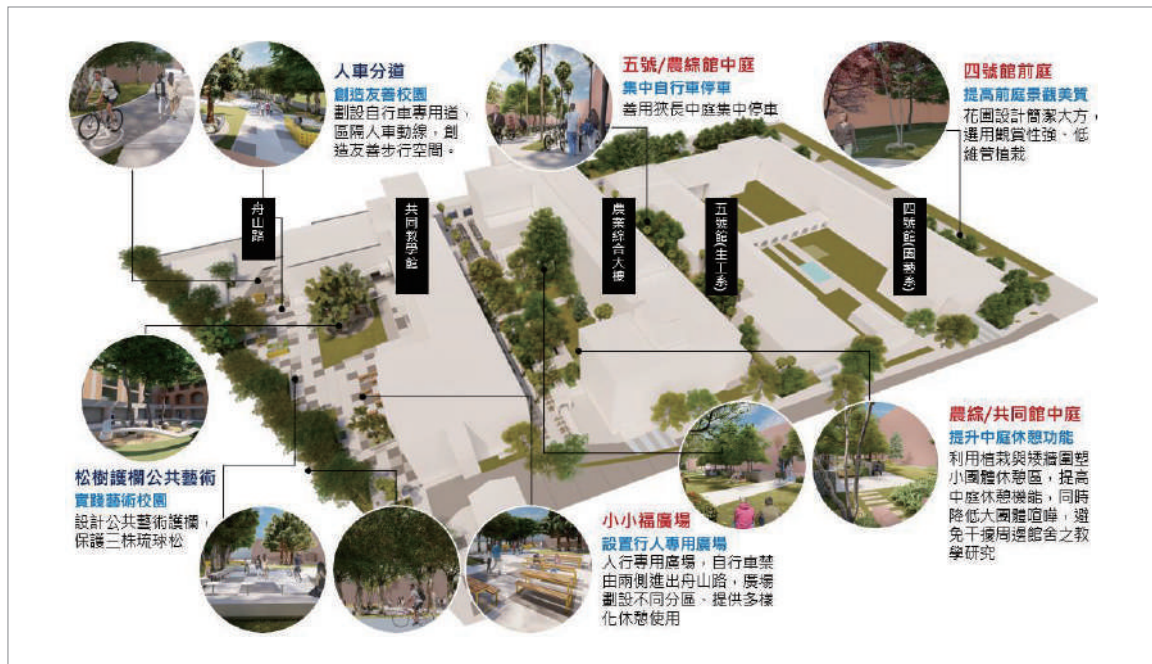 人車分道
創造友善校園
劃設自行車專用道、
區隔人車動線，創
造友善步行空間。
五號/農綜館中庭
集中自行車停車
善用狹長中庭集中停車
四號館前庭
提高前庭景觀美質
花園設計簡潔大方，
選用觀賞性強、低
維管植栽
舟山路
共同教學館
農業綜合大樓
五號館(生工系)
四號館(園藝系)
松樹護欄公共藝術
實踐藝術校園
設計公共藝術護欄，
保護三株琉球松
小小福廣場
設置行人專用廣場
人行專用廣場，自行車禁
由兩側進出舟山路，廣場
劃設不同分區、提供多樣
化休憩使用
農綜/共同館中庭
提升中庭休憩功能
利用植栽與矮牆圍塑
小團體休憩區，提高
中庭休憩機能，同時
降低大團體喧嘩，避
免干擾周邊館舍之教
學研究